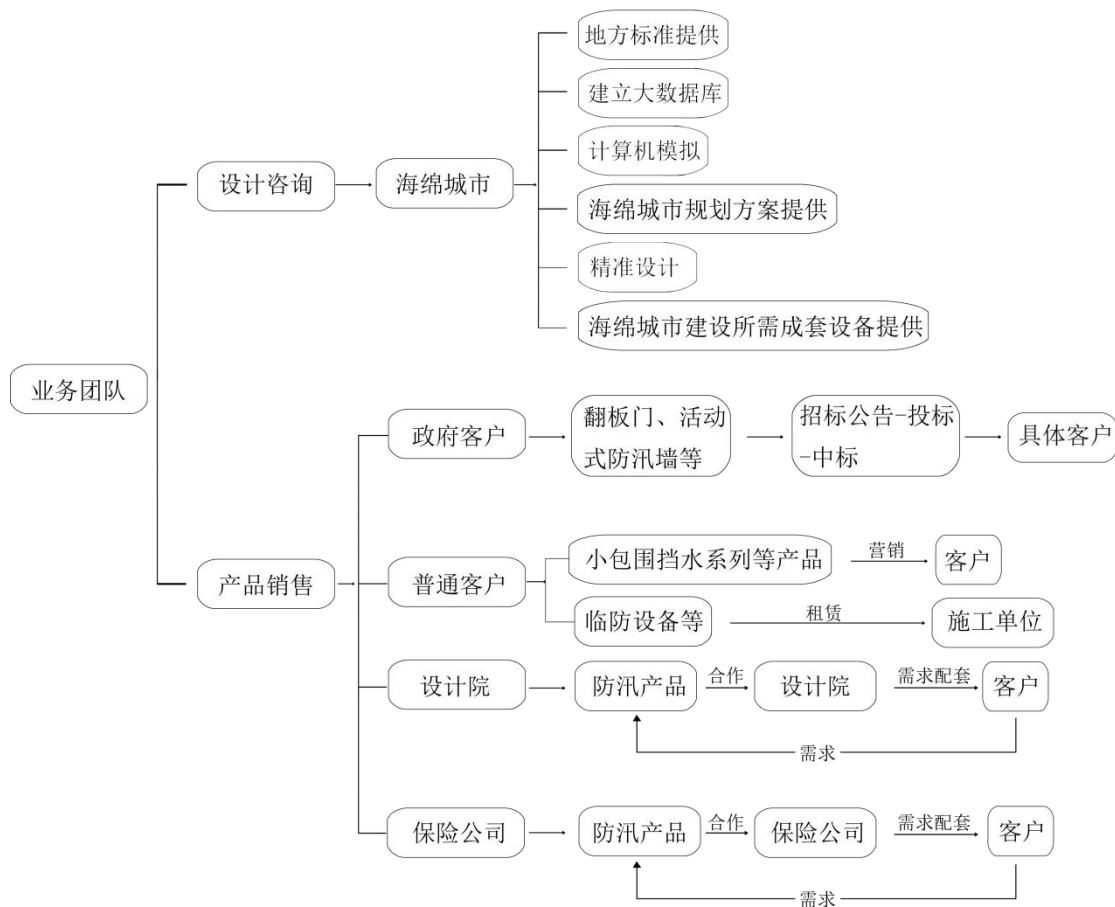 地方标准提供
建立大数据库
计算机模拟
设计咨询
海绵城市
海绵城市规划方案提供
精准设计
海绵城市建设所需成套设备提供
业务团队
政府客户
翻板门、活动
式防汛墙等
招标公告-投标
-中标
具体客户
产品销售
普通客户
小包围挡水系列等产品
营销
客户
临防设备等
租赁
施工单位
设计院
防汛产品
合作
设计院
需求配套
客户
需求
保险公司
防汛产品
合作
保险公司
需求配套
客户
需求